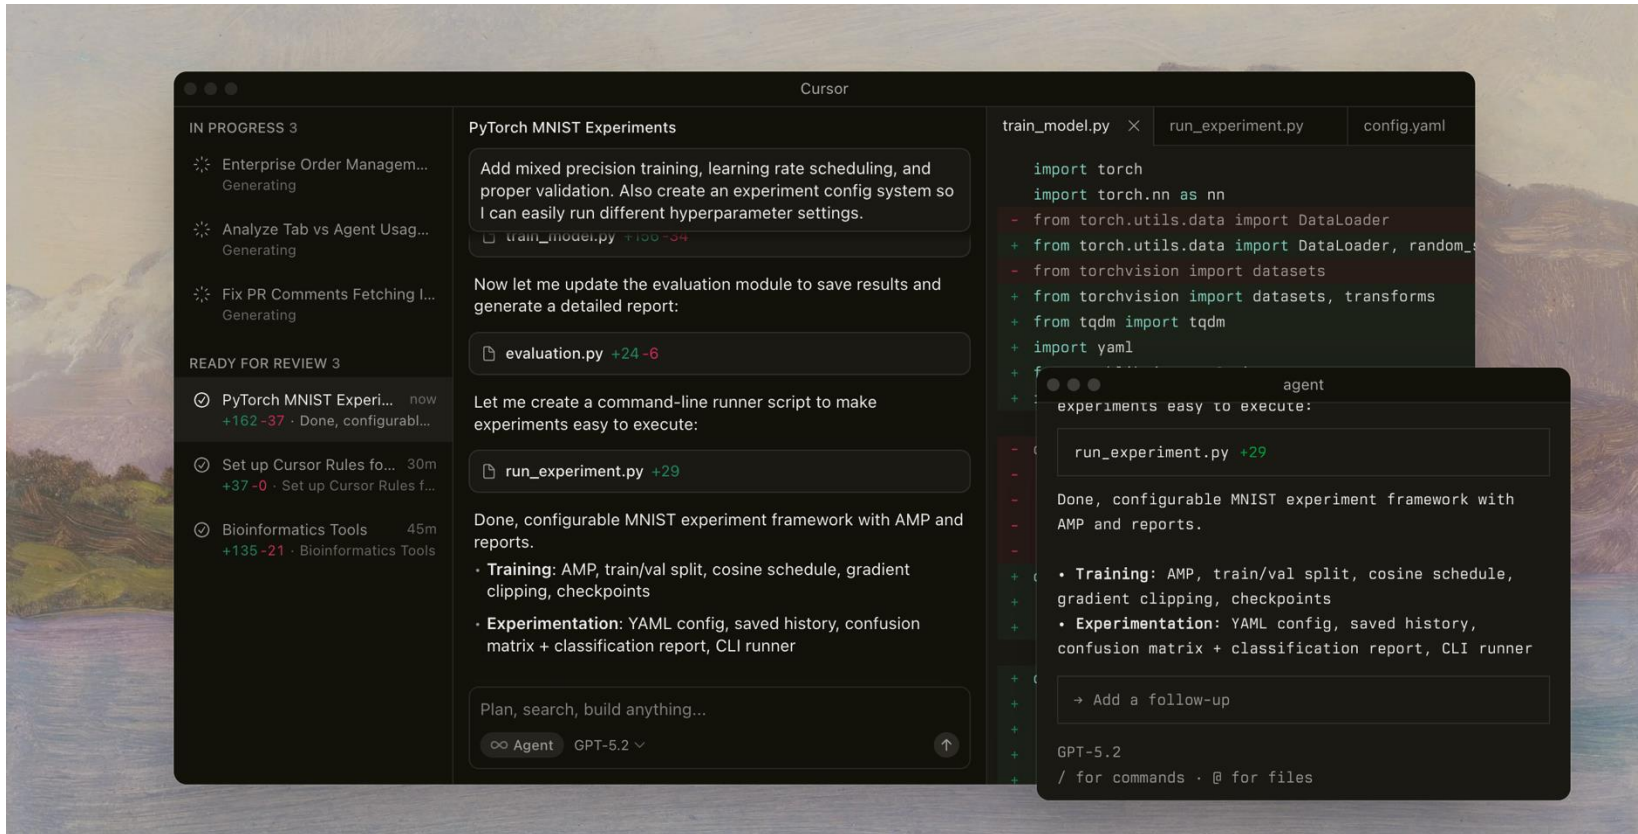 Cursor
IN PROGRESS 3
Enterprise Order Managem...
Generating
Analyze Tab vs Agent Usag...
Generating
Fix PR Comments Fetching I...
Generating
READY FOR REVIEW 3
PyTorch MNIST Experi... now
+162 -37 · Done, configurabl...
Set up Cursor Rules fo... 30m
+37 -0 · Set up Cursor Rules f...
Bioinformatics Tools 45m
+135 -21 · Bioinformatics Tools
PyTorch MNIST Experiments
Add mixed precision training, learning rate scheduling, and
proper validation. Also create an experiment config system so
I can easily run different hyperparameter settings.
train_model.py +156 -34
Now let me update the evaluation module to save results and
generate a detailed report:
evaluation.py +24 -6
Let me create a command-line runner script to make
experiments easy to execute:
run_experiment.py +29
Done, configurable MNIST experiment framework with AMP and
reports.
• Training: AMP, train/val split, cosine schedule, gradient
clipping, checkpoints
• Experimentation: YAML config, saved history, confusion
matrix + classification report, CLI runner
Plan, search, build anything...
∞ Agent GPT-5.2
train_model.py run_experiment.py config.yaml
import torch
import torch.nn as nn
- from torch.utils.data import DataLoader
+ from torch.utils.data import DataLoader, random_s
- from torchvision import datasets
+ from torchvision import datasets, transforms
+ from tqdm import tqdm
+ import yaml
agent
experiments easy to execute:
run_experiment.py +29
Done, configurable MNIST experiment framework with
AMP and reports.
• Training: AMP, train/val split, cosine schedule,
gradient clipping, checkpoints
• Experimentation: YAML config, saved history,
confusion matrix + classification report, CLI runner
→ Add a follow-up
GPT-5.2
/ for commands · @ for files